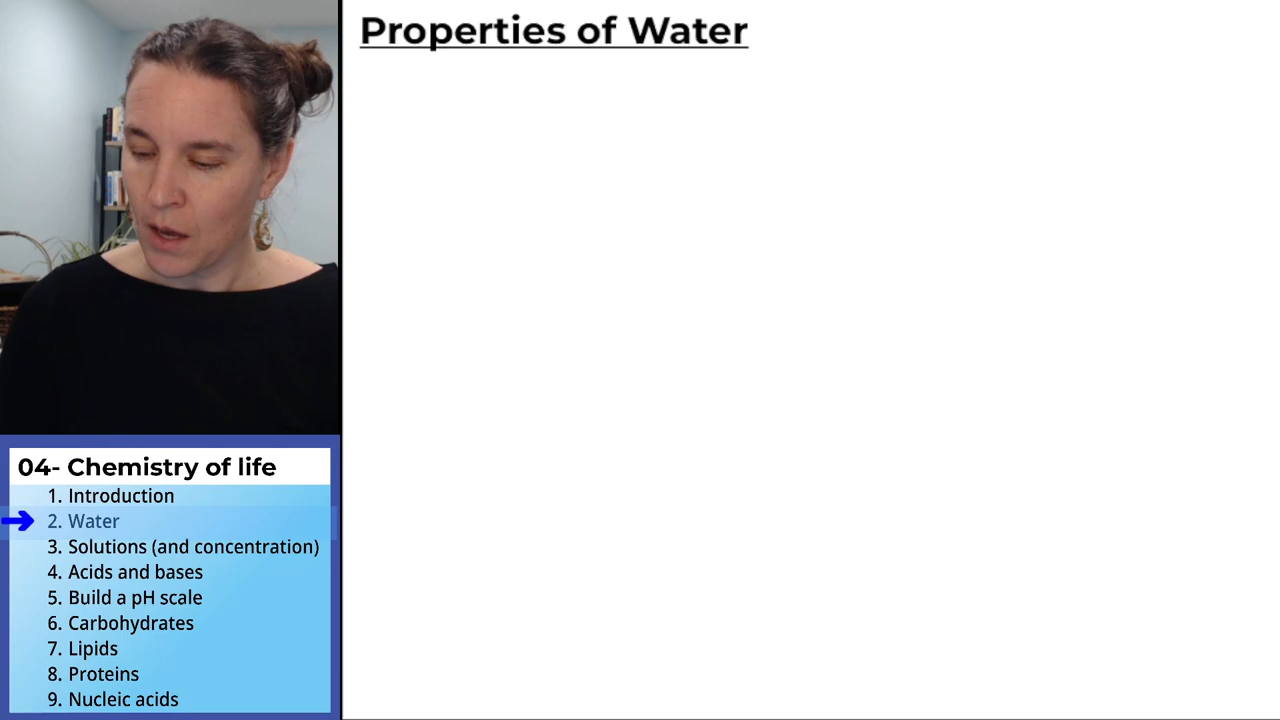 Properties of Water
04- Chemistry of life
1. Introduction
2. Water
3. Solutions (and concentration)
4. Acids and bases
5. Build a pH scale
6. Carbohydrates
7. Lipids
8. Proteins
9. Nucleic acids